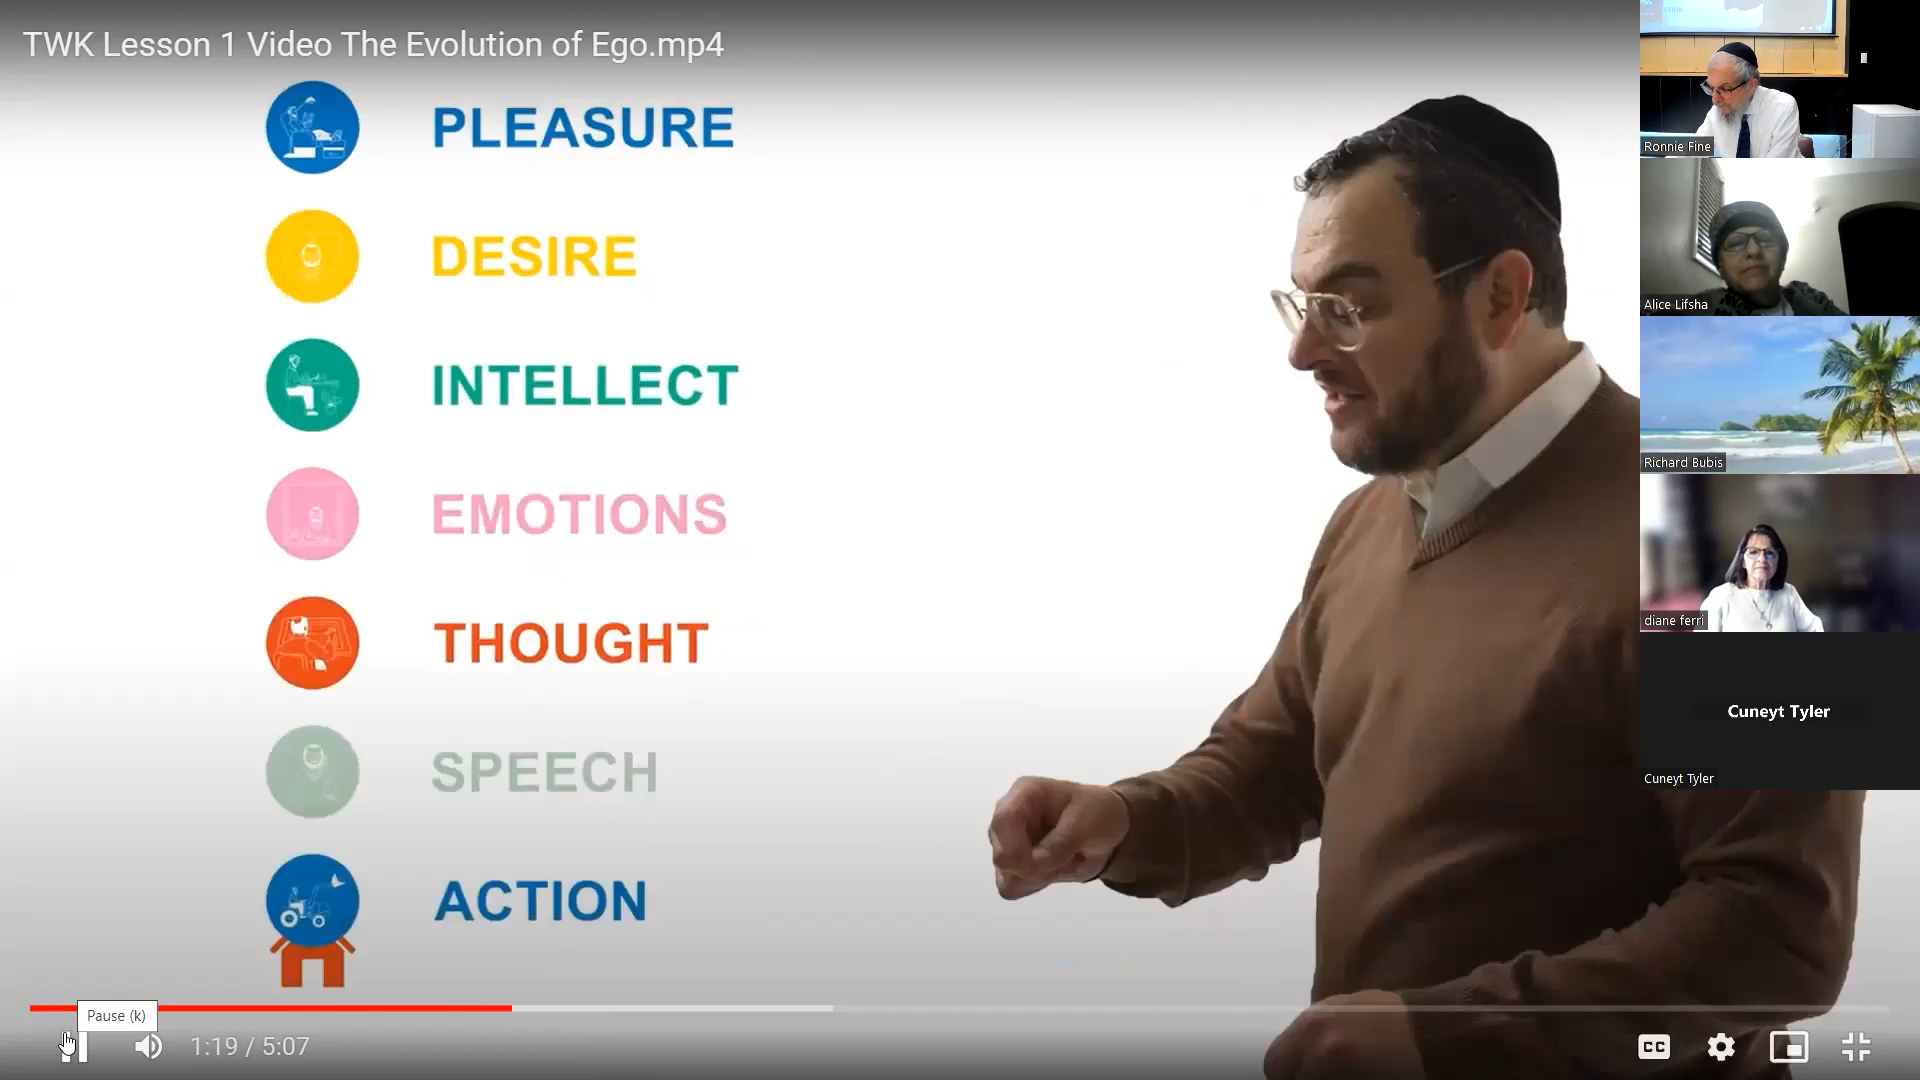 TWK Lesson 1 Video The Evolution of Ego.mp4
PLEASURE
DESIRE
INTELLECT
EMOTIONS
THOUGHT
SPEECH
ACTION
Pause (k)
1:19 / 5:07
CC
Ronnie Fine
Alice Lifsha
Richard Bubis
diane ferri
Cuneyt Tyler
Cuneyt Tyler